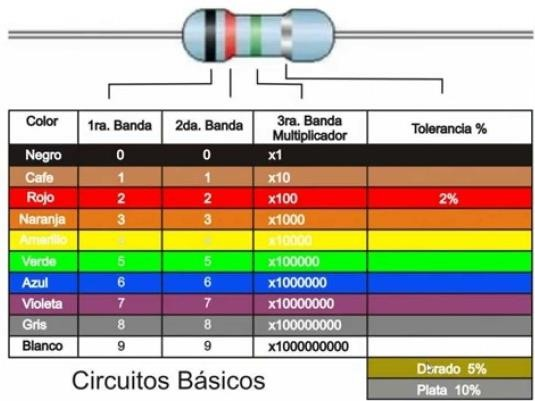 Color 1ra. Banda 2da. Banda 3ra. Banda Multiplicador Tolerancia %
Negro 0 0 x1
Cafe 1 1 x10
Rojo 2 2 x100 2%
Naranja 3 3 x1000
Amarillo 4 4 x10000
Verde 5 5 x100000
Azul 6 6 x1000000
Violeta 7 7 x10000000
Gris 8 8 x100000000
Blanco 9 9 x1000000000
Dorado 5%
Plata 10%
Circuitos Básicos